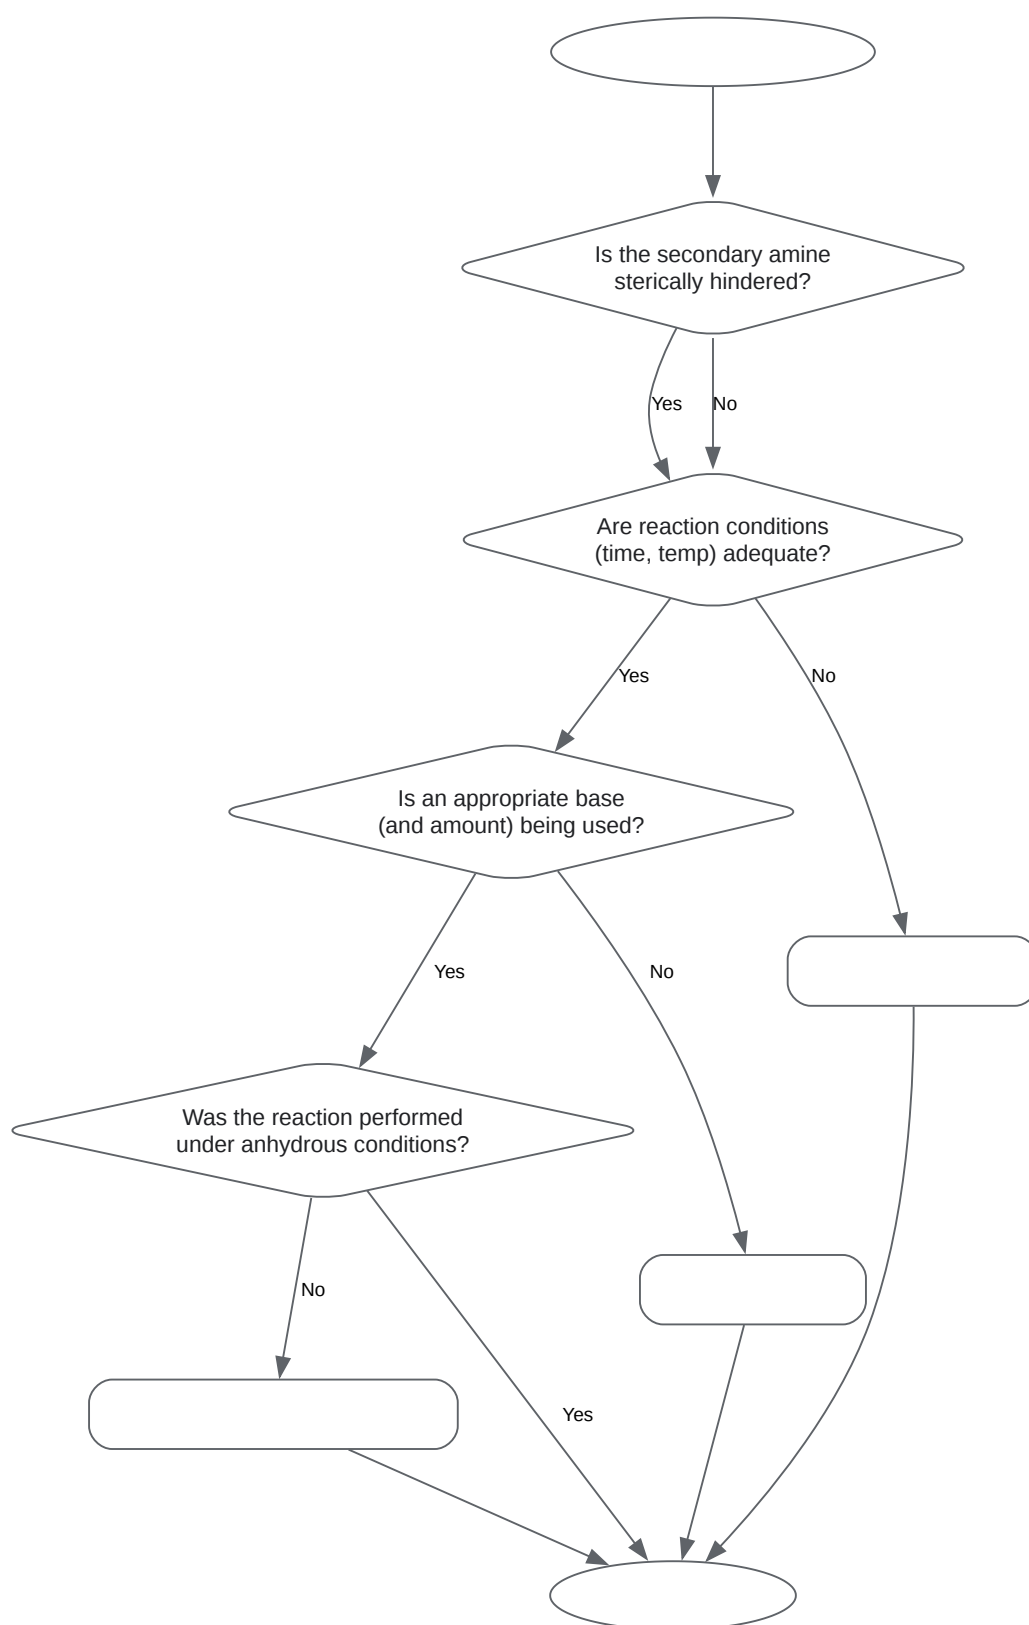 Is the secondary amine
sterically hindered?
Yes
No
Are reaction conditions
(time, temp) adequate?
Yes
No
Is an appropriate base
(and amount) being used?
Yes
No
Was the reaction performed
under anhydrous conditions?
No
Yes